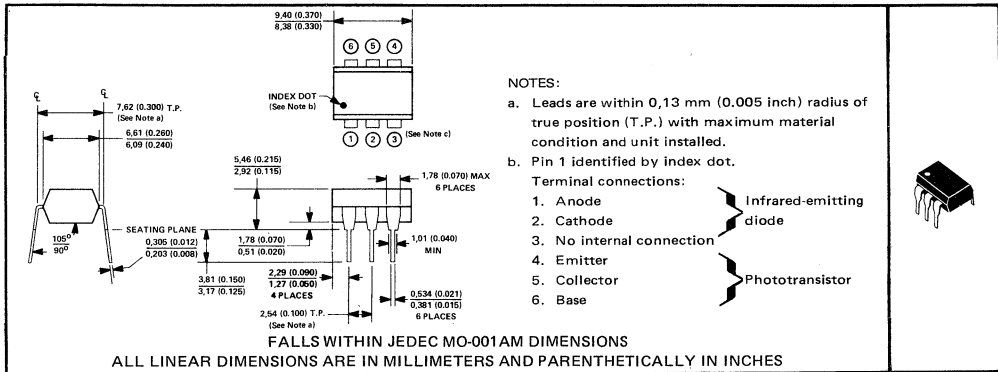 9,40 (0.370)
8,38 (0.330)
6 5 4
INDEX DOT
(See Note b)
(See Note c)
1 2 3
℄ ℄
7,62 (0.300) T.P.
(See Note a)
6,61 (0.260)
6,09 (0.240)
5,46 (0.215)
2,92 (0.115)
1,78 (0.070) MAX
6 PLACES
SEATING PLANE
105°
90°
0,305 (0.012)
0,203 (0.008)
1,78 (0.070)
0,51 (0.020)
1,01 (0.040)
MIN
3,81 (0.150)
3,17 (0.125)
2,29 (0.090)
1,27 (0.050)
4 PLACES
0,534 (0.021)
0,381 (0.015)
6 PLACES
2,54 (0.100) T.P.
(See Note a)
NOTES:
a. Leads are within 0,13 mm (0.005 inch) radius of
true position (T.P.) with maximum material
condition and unit installed.
b. Pin 1 identified by index dot.
Terminal connections:
1. Anode
2. Cathode
3. No internal connection
Infrared-emitting
diode
4. Emitter
5. Collector
6. Base
Phototransistor
FALLS WITHIN JEDEC MO-001AM DIMENSIONS
ALL LINEAR DIMENSIONS ARE IN MILLIMETERS AND PARENTHETICALLY IN INCHES